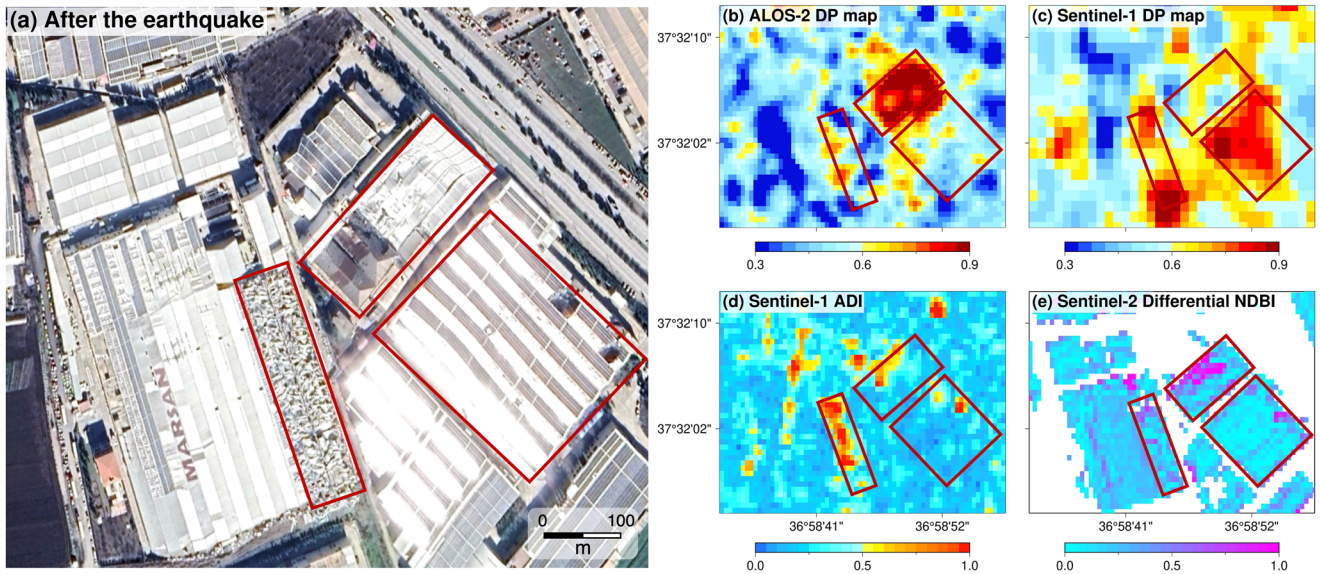 (a) After the earthquake
MARSAN
0 100
m
(b) ALOS-2 DP map
(c) Sentinel-1 DP map
37°32'10"
37°32'02"
0.3 0.6 0.9
0.3 0.6 0.9
(d) Sentinel-1 ADI
(e) Sentinel-2 Differential NDBI
37°32'10"
37°32'02"
36°58'41" 36°58'52"
36°58'41" 36°58'52"
0.0 0.5 1.0
0.0 0.5 1.0